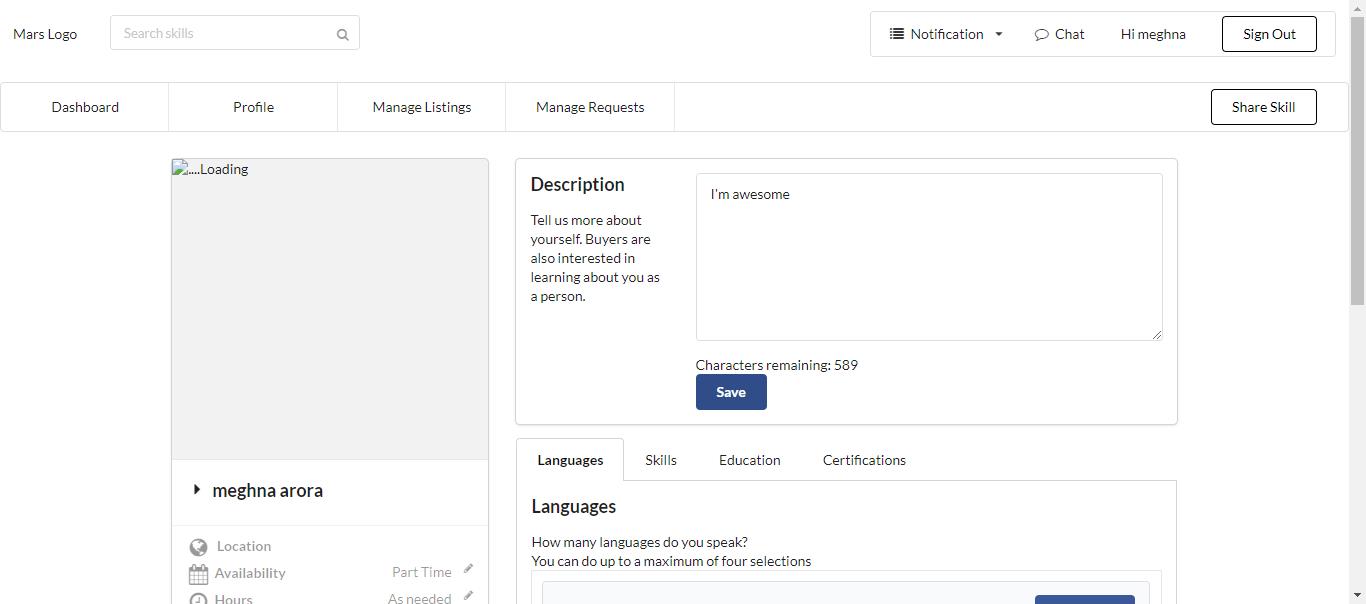 Mars Logo
Search skills
Notification
Chat
Hi meghna
Sign Out
Dashboard
Profile
Manage Listings
Manage Requests
Share Skill
....Loading
Description
Tell us more about
yourself. Buyers are
also interested in
learning about you as
a person.
I'm awesome
Characters remaining: 589
Save
meghna arora
Location
Availability
Part Time
Hours
As needed
Languages
Skills
Education
Certifications
Languages
How many languages do you speak?
You can do up to a maximum of four selections